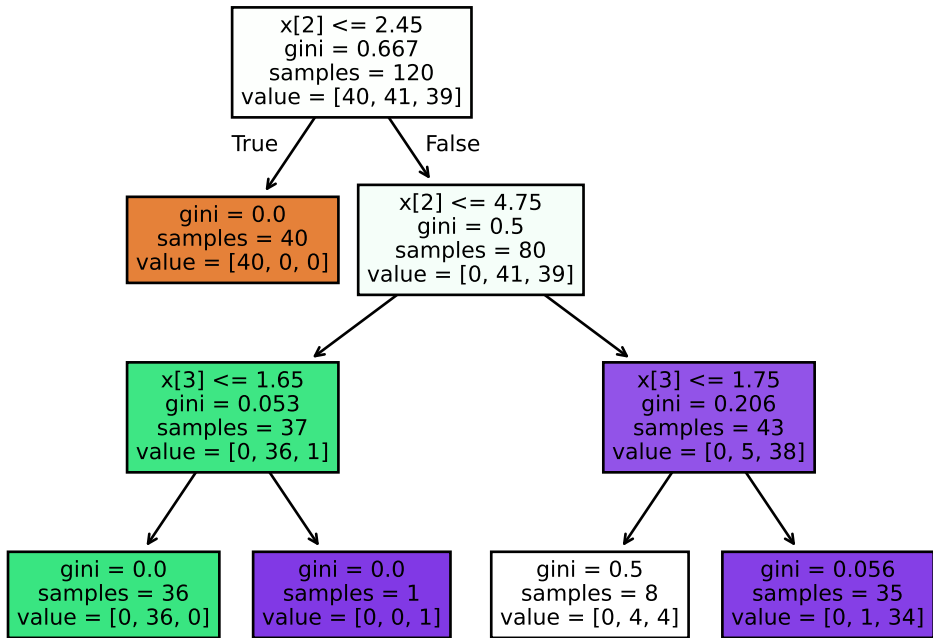 x[2] <= 2.45
gini = 0.667
samples = 120
value = [40, 41, 39]
True
False
gini = 0.0
samples = 40
value = [40, 0, 0]
x[2] <= 4.75
gini = 0.5
samples = 80
value = [0, 41, 39]
x[3] <= 1.65
gini = 0.053
samples = 37
value = [0, 36, 1]
x[3] <= 1.75
gini = 0.206
samples = 43
value = [0, 5, 38]
gini = 0.0
samples = 36
value = [0, 36, 0]
gini = 0.0
samples = 1
value = [0, 0, 1]
gini = 0.5
samples = 8
value = [0, 4, 4]
gini = 0.056
samples = 35
value = [0, 1, 34]